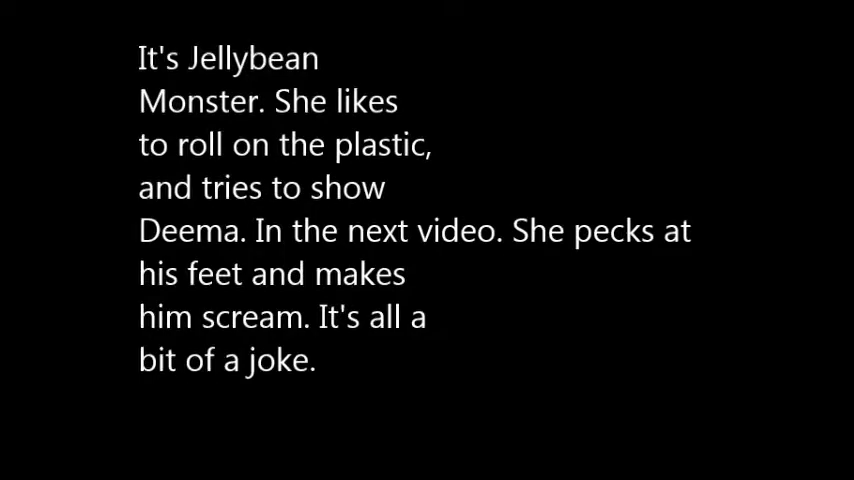 It's Jellybean
Monster. She likes
to roll on the plastic,
and tries to show
Deema. In the next video. She pecks at
his feet and makes
him scream. It's all a
bit of a joke.